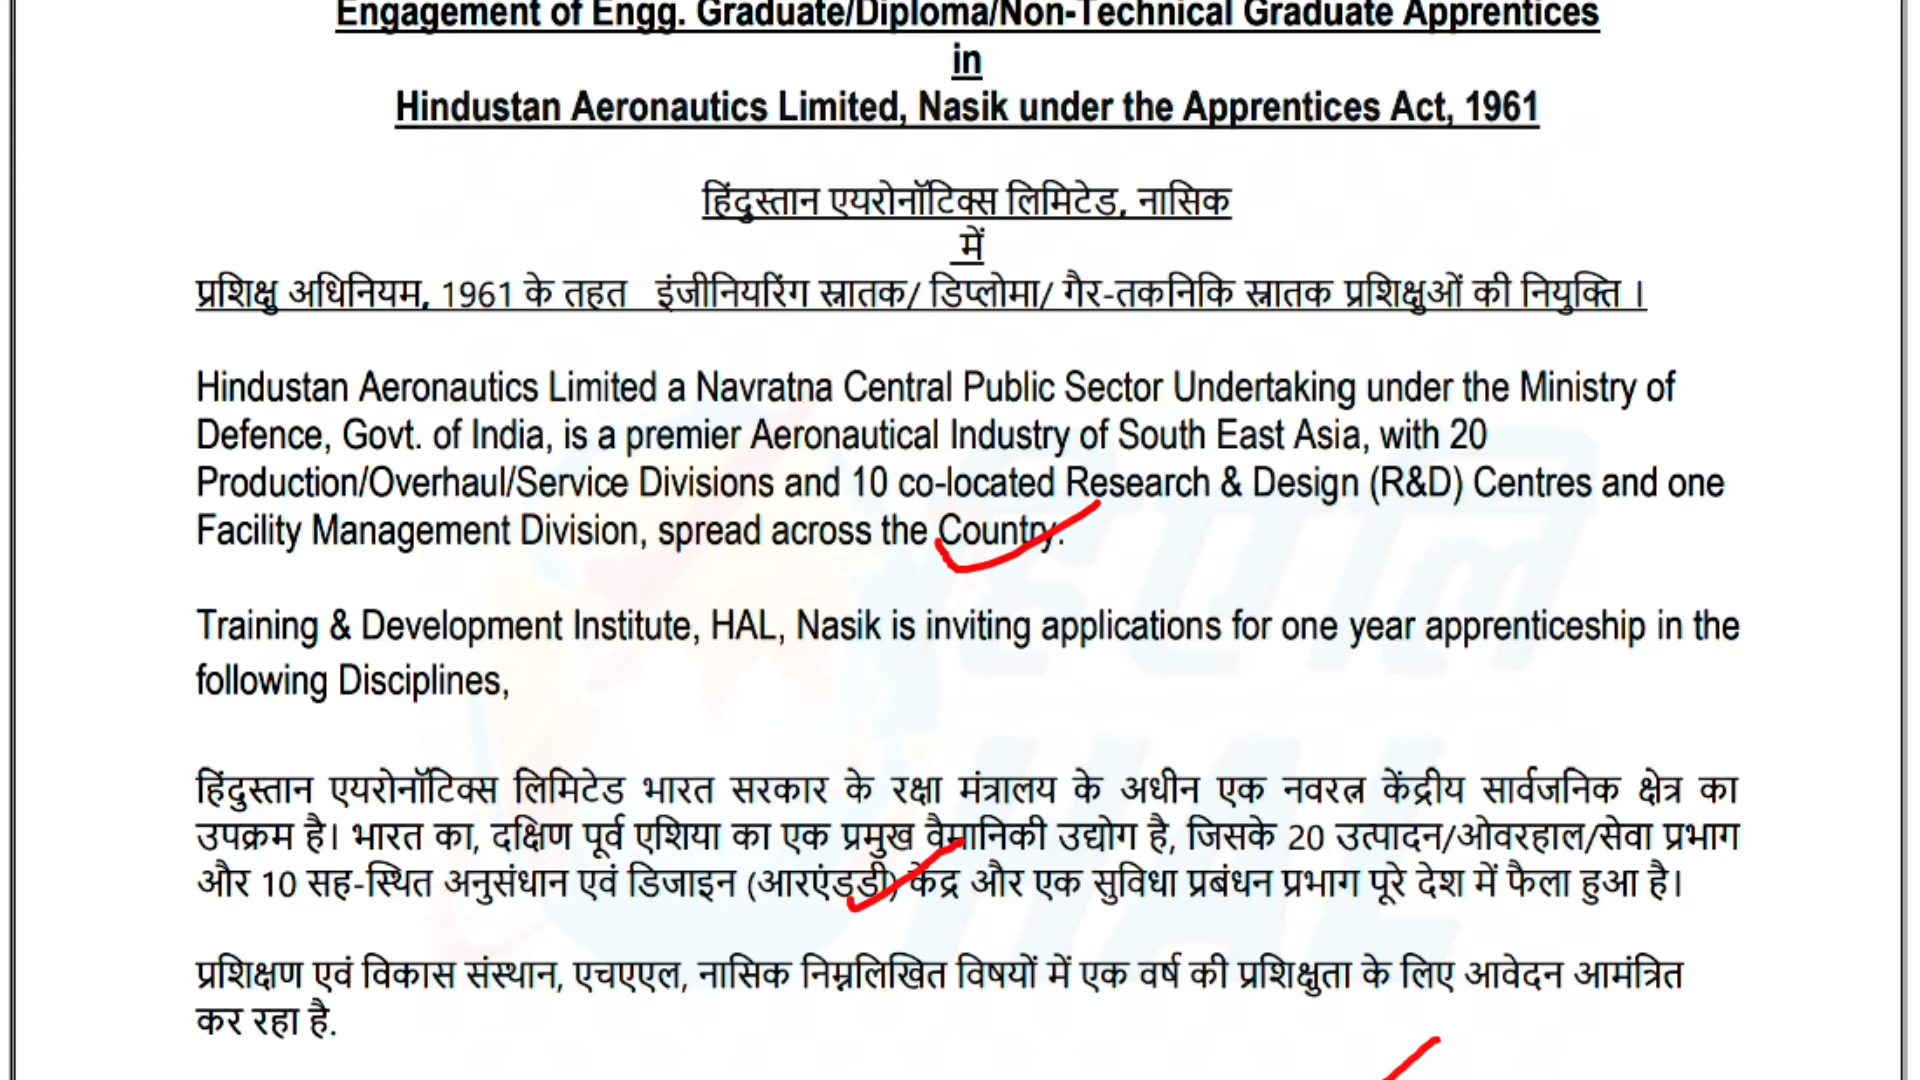 Engagement of Engg. Graduate/Diploma/Non-Technical Graduate Apprentices
in
Hindustan Aeronautics Limited, Nasik under the Apprentices Act, 1961
हिंदुस्तान एयरोनॉटिक्स लिमिटेड, नासिक
में
प्रशिक्षु अधिनियम, 1961 के तहत इंजीनियरिंग स्नातक/ डिप्लोमा/ गैर-तकनिकि स्नातक प्रशिक्षुओं की नियुक्ति ।
Hindustan Aeronautics Limited a Navratna Central Public Sector Undertaking under the Ministry of
Defence, Govt. of India, is a premier Aeronautical Industry of South East Asia, with 20
Production/Overhaul/Service Divisions and 10 co-located Research & Design (R&D) Centres and one
Facility Management Division, spread across the Country.
Training & Development Institute, HAL, Nasik is inviting applications for one year apprenticeship in the
following Disciplines,
हिंदुस्तान एयरोनॉटिक्स लिमिटेड भारत सरकार के रक्षा मंत्रालय के अधीन एक नवरत्न केंद्रीय सार्वजनिक क्षेत्र का
उपक्रम है। भारत का, दक्षिण पूर्व एशिया का एक प्रमुख वैमानिकी उद्योग है, जिसके 20 उत्पादन/ओवरहाल/सेवा प्रभाग
और 10 सह-स्थित अनुसंधान एवं डिजाइन (आरएंडडी) केंद्र और एक सुविधा प्रबंधन प्रभाग पूरे देश में फैला हुआ है।
प्रशिक्षण एवं विकास संस्थान, एचएएल, नासिक निम्नलिखित विषयों में एक वर्ष की प्रशिक्षुता के लिए आवेदन आमंत्रित
कर रहा है.
एचएएल
HAL